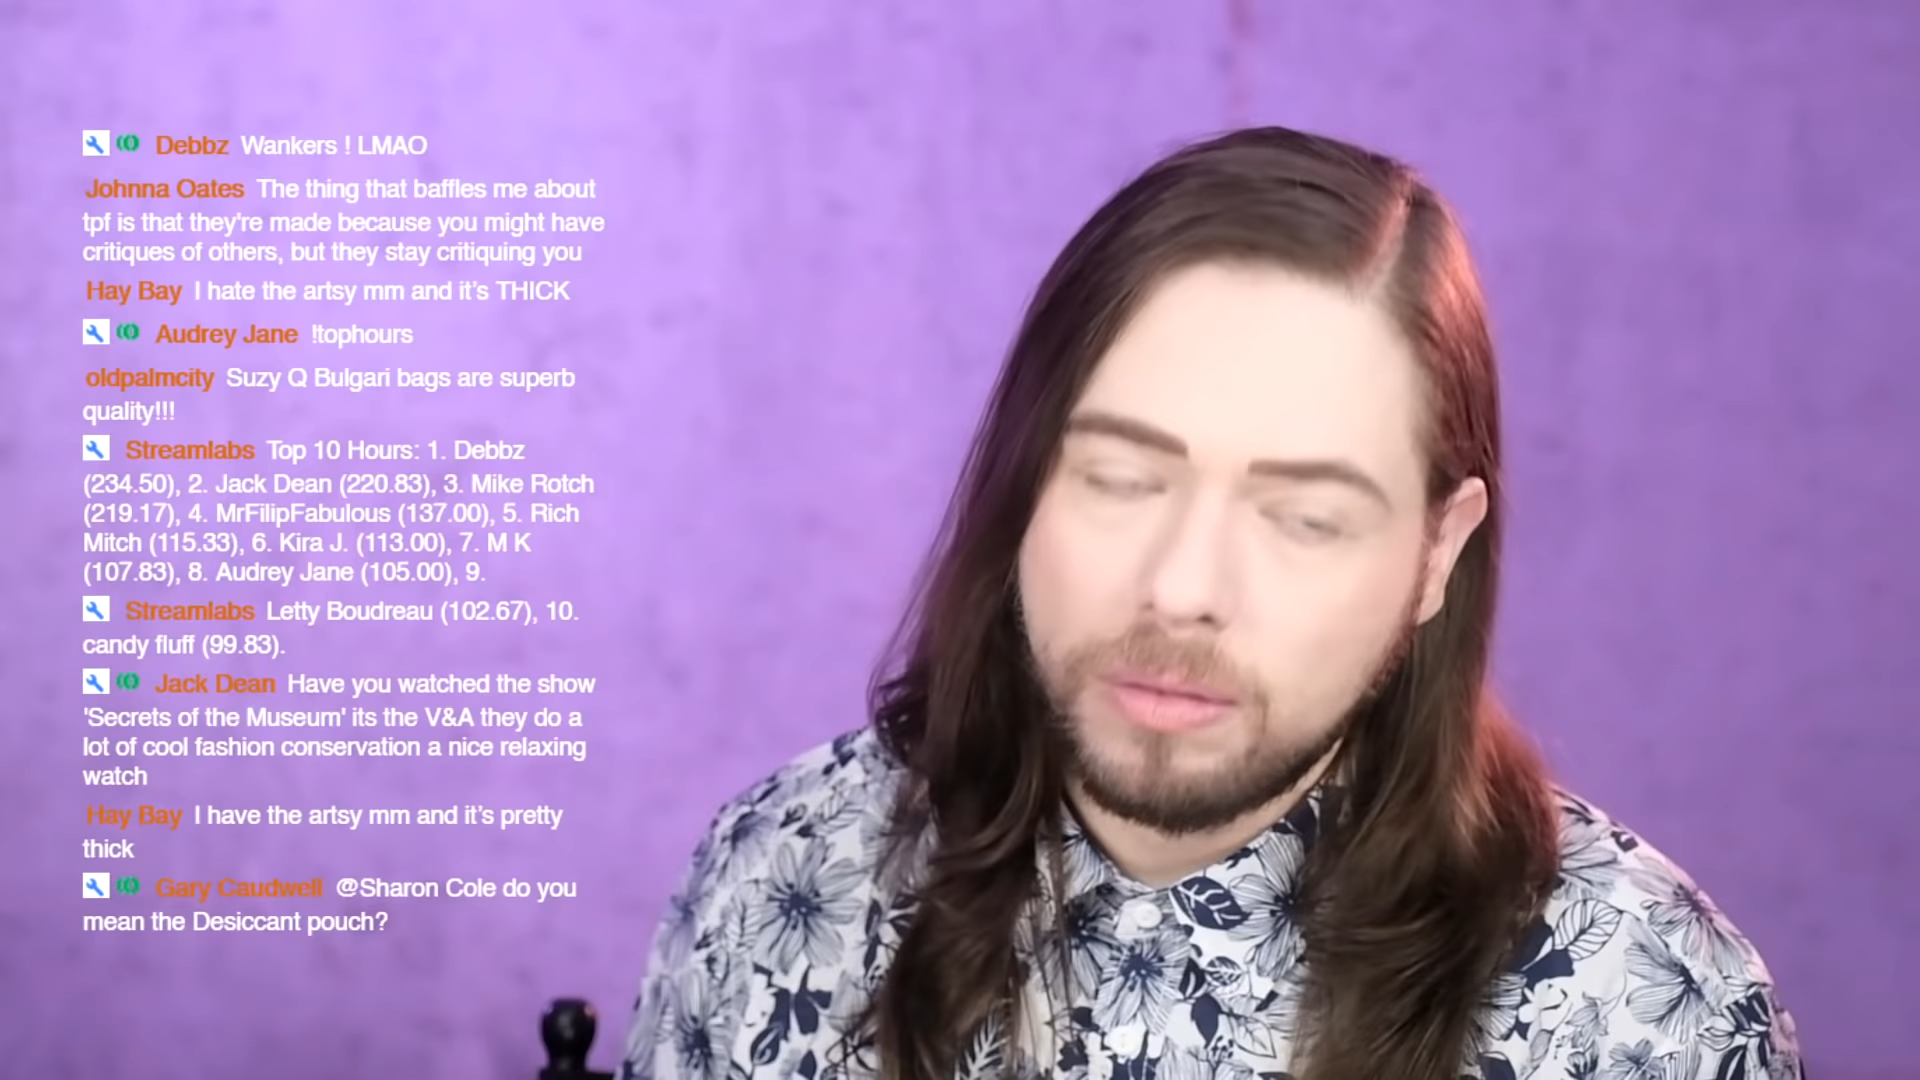 Debbz Wankers ! LMAO
Johnna Oates The thing that baffles me about
tpf is that they're made because you might have
critiques of others, but they stay critiquing you
Hay Bay I hate the artsy mm and it’s THICK
Audrey Jane !tophours
oldpalmcity Suzy Q Bulgari bags are superb
quality!!!
Streamlabs Top 10 Hours: 1. Debbz
(234.50), 2. Jack Dean (220.83), 3. Mike Rotch
(219.17), 4. MrFilipFabulous (137.00), 5. Rich
Mitch (115.33), 6. Kira J. (113.00), 7. M K
(107.83), 8. Audrey Jane (105.00), 9.
Streamlabs Letty Boudreau (102.67), 10.
candy fluff (99.83).
Jack Dean Have you watched the show
'Secrets of the Museum' its the V&A they do a
lot of cool fashion conservation a nice relaxing
watch
Hay Bay I have the artsy mm and it’s pretty
thick
Gary Caudwell @Sharon Cole do you
mean the Desiccant pouch?